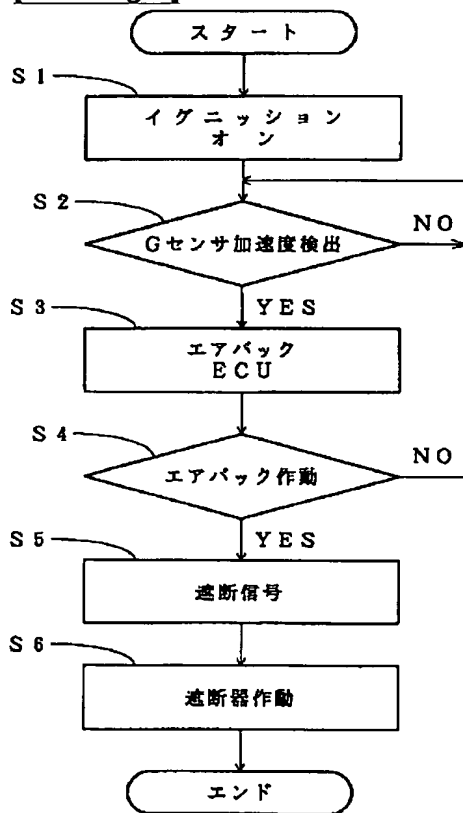 スタート
S1
イグニッション
オン
S2
Gセンサ加速度検出
NO
YES
S3
エアバック
ECU
S4
エアバック作動
NO
YES
S5
遮断信号
S6
遮断器作動
エンド